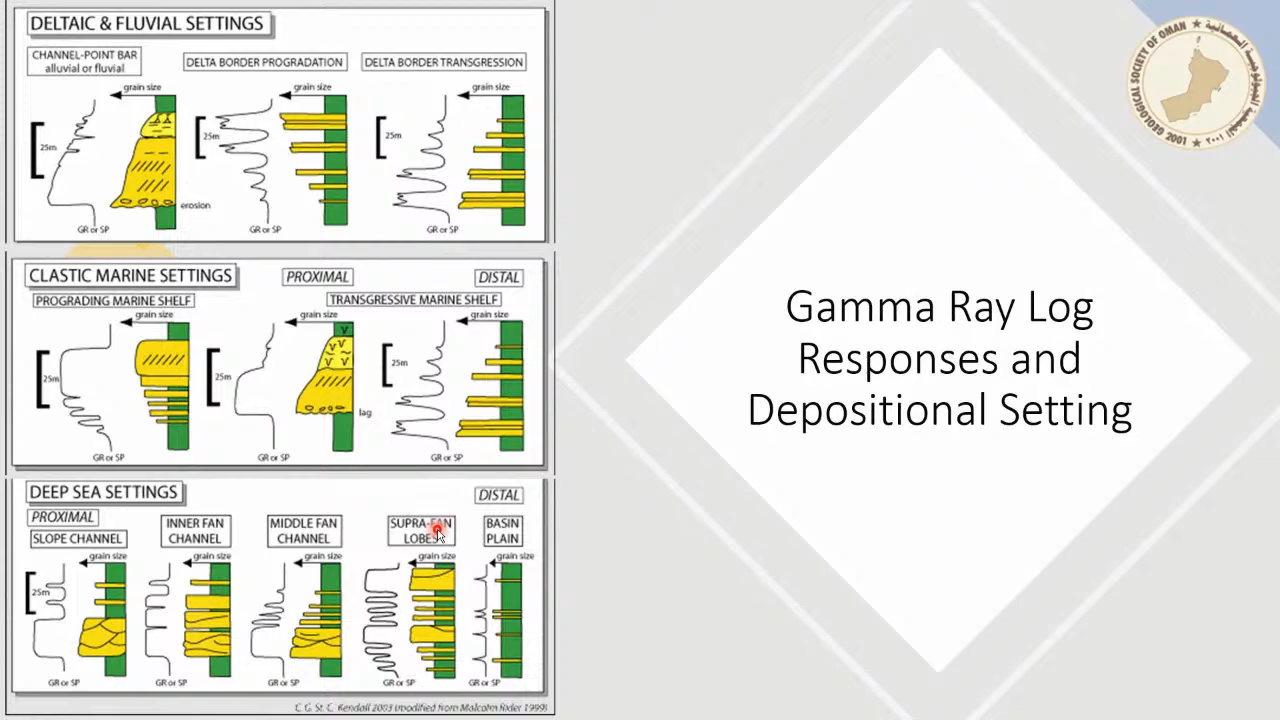 DELTAIC & FLUVIAL SETTINGS
CHANNEL-POINT BAR
alluvial or fluvial
DELTA BORDER PROGRADATION
DELTA BORDER TRANSGRESSION
grain size
grain size
grain size
25m
25m
25m
erosion
GR or SP
GR or SP
GR or SP
CLASTIC MARINE SETTINGS
PROXIMAL
DISTAL
PROGRADING MARINE SHELF
TRANSGRESSIVE MARINE SHELF
grain size
grain size
grain size
25m
25m
25m
lag
GR or SP
GR or SP
GR or SP
DEEP SEA SETTINGS
DISTAL
PROXIMAL
SLOPE CHANNEL
INNER FAN
CHANNEL
MIDDLE FAN
CHANNEL
SUPRA-FAN
LOBES
BASIN
PLAIN
grain size
grain size
grain size
grain size
grain size
25m
GR or SP
GR or SP
GR or SP
GR or SP
GR or SP
C. G. St. C. Kendall 2003 (modified from Malcolm Rider 1999)
Gamma Ray Log
Responses and
Depositional Setting
GEOLOGICAL SOCIETY OF OMAN
2001
٢٠٠١
الجمعية الجيولوجية العمانية